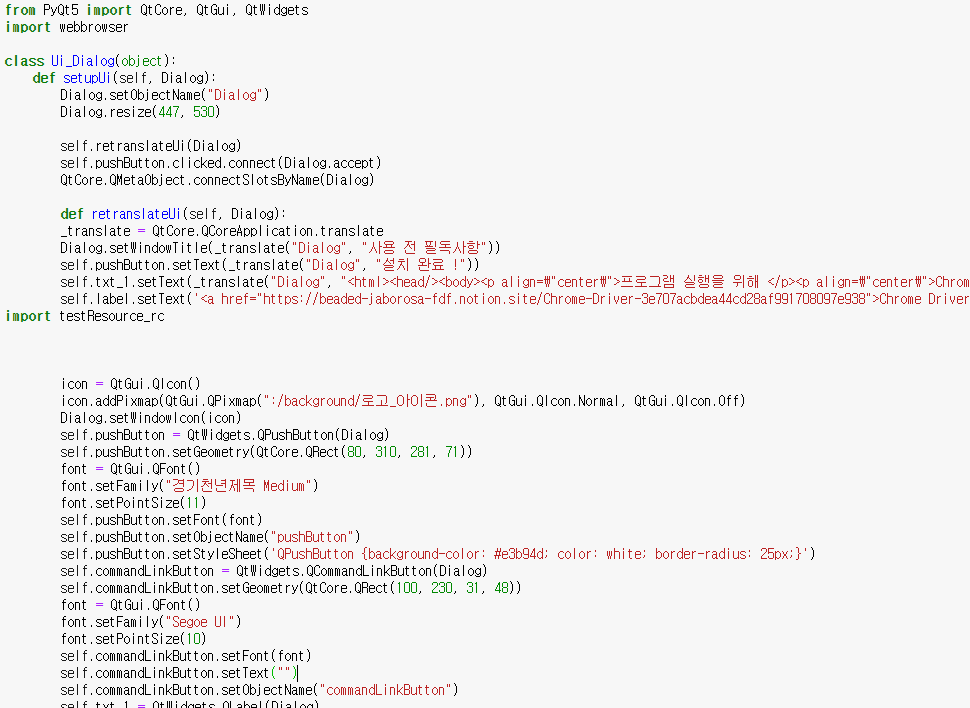 from PyQt5 import QtCore, QtGui, QtWidgets
import webbrowser

class Ui_Dialog(object):
    def setupUi(self, Dialog):
        Dialog.setObjectName("Dialog")
        Dialog.resize(447, 530)

        self.retranslateUi(Dialog)
        self.pushButton.clicked.connect(Dialog.accept)
        QtCore.QMetaObject.connectSlotsByName(Dialog)

        def retranslateUi(self, Dialog):
        _translate = QtCore.QCoreApplication.translate
        Dialog.setWindowTitle(_translate("Dialog", "사용 전 필독사항"))
        self.pushButton.setText(_translate("Dialog", "설치 완료 !"))
        self.txt_1.setText(_translate("Dialog", "<html><head/><body><p align=₩"center₩">프로그램 실행을 위해 </p><p align=₩"center₩">Chrom
        self.label.setText('<a href="https://beaded-jaborosa-fdf.notion.site/Chrome-Driver-3e707acbdea44cd28af991708097e938">Chrome Driver
import testResource_rc

        icon = QtGui.QIcon()
        icon.addPixmap(QtGui.QPixmap(":/background/로고_아이콘.png"), QtGui.QIcon.Normal, QtGui.QIcon.Off)
        Dialog.setWindowIcon(icon)
        self.pushButton = QtWidgets.QPushButton(Dialog)
        self.pushButton.setGeometry(QtCore.QRect(80, 310, 281, 71))
        font = QtGui.QFont()
        font.setFamily("경기천년제목 Medium")
        font.setPointSize(11)
        self.pushButton.setFont(font)
        self.pushButton.setObjectName("pushButton")
        self.pushButton.setStyleSheet('QPushButton {background-color: #e3b94d; color: white; border-radius: 25px;}')
        self.commandLinkButton = QtWidgets.QCommandLinkButton(Dialog)
        self.commandLinkButton.setGeometry(QtCore.QRect(100, 230, 31, 48))
        font = QtGui.QFont()
        font.setFamily("Segoe UI")
        font.setPointSize(10)
        self.commandLinkButton.setFont(font)
        self.commandLinkButton.setText("")
        self.commandLinkButton.setObjectName("commandLinkButton")
        self.txt_1 = QtWidgets.QLabel(Dialog)